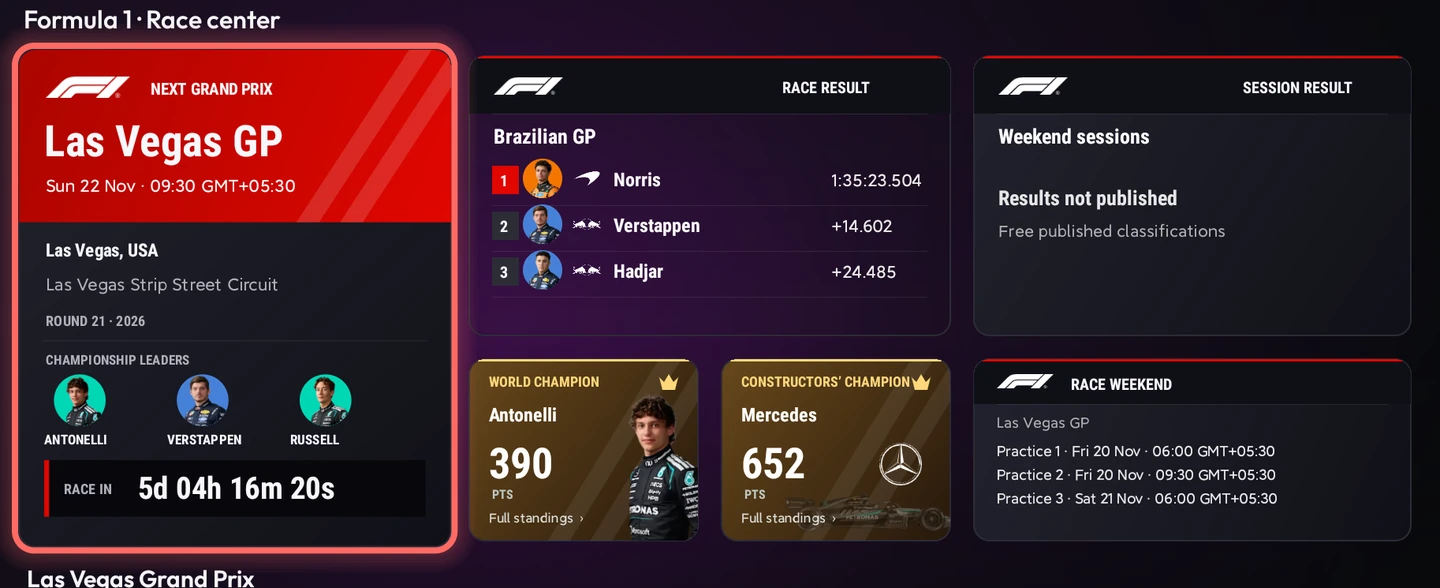 Formula 1 · Race center
F1
NEXT GRAND PRIX
Las Vegas GP
Sun 22 Nov · 09:30 GMT+05:30
Las Vegas, USA
Las Vegas Strip Street Circuit
ROUND 21 · 2026
CHAMPIONSHIP LEADERS
ANTONELLI
VERSTAPPEN
RUSSELL
RACE IN
5d 04h 16m 20s
F1
RACE RESULT
Brazilian GP
1 Norris 1:35:23.504
2 Verstappen +14.602
3 Hadjar +24.485
F1
SESSION RESULT
Weekend sessions
Results not published
Free published classifications
WORLD CHAMPION
Antonelli
390
PTS
Full standings ›
CONSTRUCTORS' CHAMPION
Mercedes
652
PTS
Full standings ›
PETRONAS
F1
RACE WEEKEND
Las Vegas GP
Practice 1 · Fri 20 Nov · 06:00 GMT+05:30
Practice 2 · Fri 20 Nov · 09:30 GMT+05:30
Practice 3 · Sat 21 Nov · 06:00 GMT+05:30
Las Vegas Grand Prix